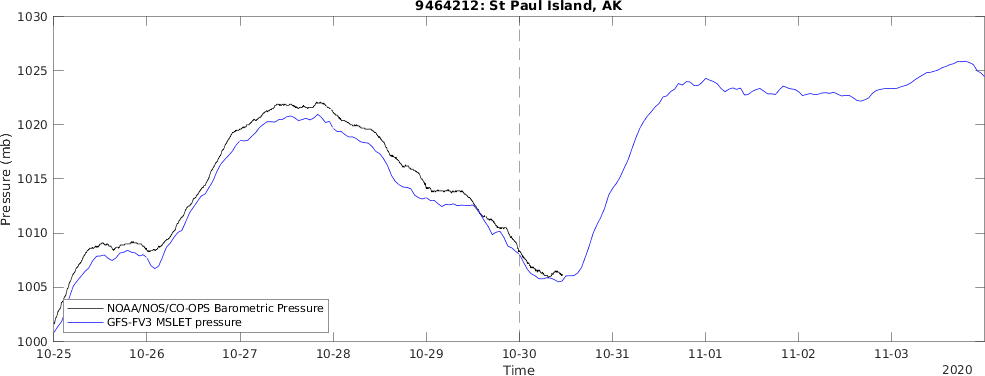 9464212: St Paul Island, AK
1030
1025
1020
1015
1010
1005
1000
Pressure (mb)
NOAA/NOS/CO-OPS Barometric Pressure
GFS-FV3 MSLET pressure
10-25 10-26 10-27 10-28 10-29 10-30 10-31 11-01 11-02 11-03
Time
2020